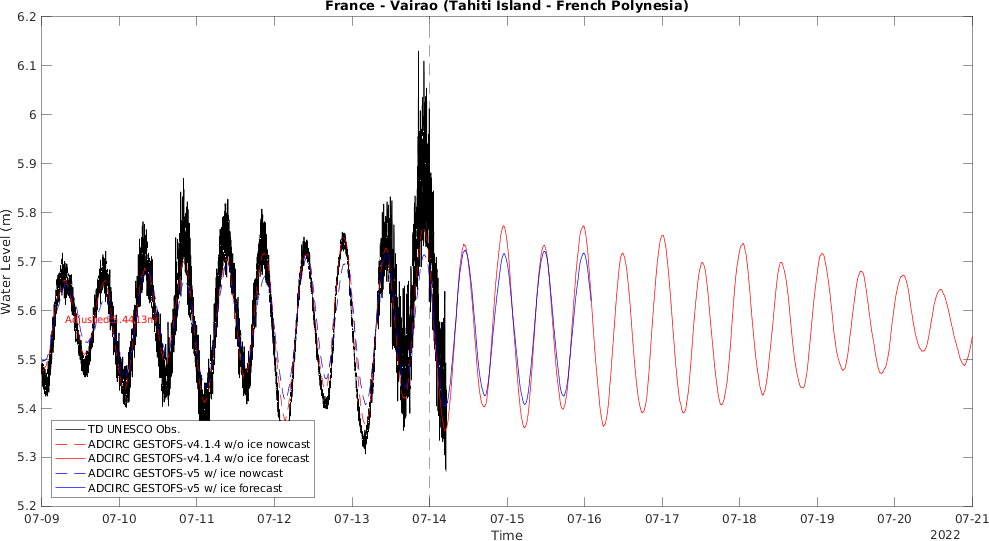 France - Vairao (Tahiti Island - French Polynesia)
6.2
6.1
6
5.9
5.8
5.7
5.6
5.5
5.4
5.3
5.2
Water Level (m)
TD UNESCO Obs.
ADCIRC GESTOFS-v4.1.4 w/o ice nowcast
ADCIRC GESTOFS-v4.1.4 w/o ice forecast
ADCIRC GESTOFS-v5 w/ ice nowcast
ADCIRC GESTOFS-v5 w/ ice forecast
07-09 07-10 07-11 07-12 07-13 07-14 07-15 07-16 07-17 07-18 07-19 07-20 07-21
Time
2022